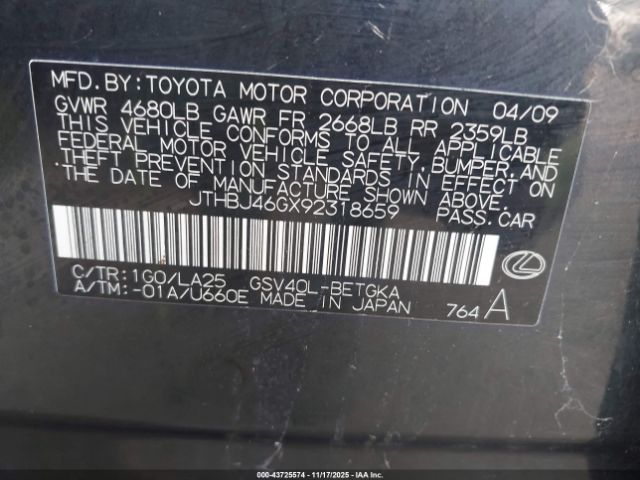 MFD. BY: TOYOTA MOTOR CORPORATION 04/09
GVWR 4680LB GAWR FR 2668LB RR 2359LB
THIS VEHICLE CONFORMS TO ALL APPLICABLE
FEDERAL MOTOR VEHICLE SAFETY, BUMPER, AND
THEFT PREVENTION STANDARDS IN EFFECT ON
THE DATE OF MANUFACTURE SHOWN ABOVE.
JTHBJ46GX92318659 PASS. CAR
C/TR: 1G0/LA25 GSV40L-BETGKA
A/TM: -01A/U660E MADE IN JAPAN
764 A
000-43725574 - 11/17/2025 - IAA Inc.